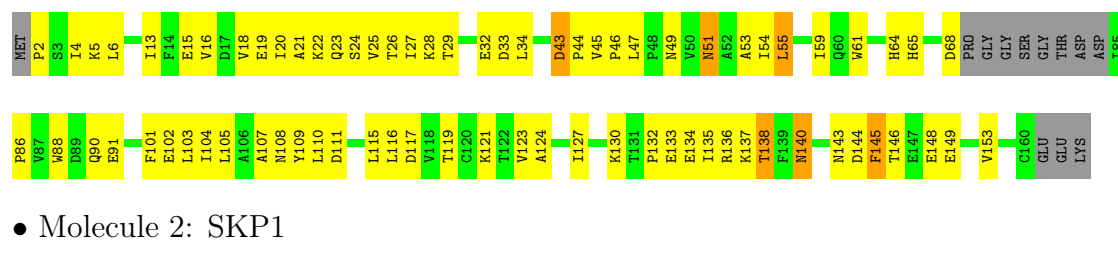 MET P2 S3 I4 K5 L6 I13 F14 E15 V16 D17 V18 E19 I20 A21 K22 Q23 S24 V25 T26 I27 K28 T29 E32 D33 L34 D43 P44 V45 P46 L47 P48 N49 V50 N51 A52 A53 I54 L55 I59 Q60 W61 H64 H65 D68 PRO GLY GLY SER GLY THR ASP ASP I85
P86 V87 W88 D89 Q90 E91 F101 E102 L103 I104 L105 A106 A107 N108 Y109 L110 D111 L115 L116 D117 V118 T119 C120 K121 T122 V123 A124 I127 K130 T131 P132 E133 E134 I135 R136 K137 T138 F139 N140 N143 D144 F145 T146 E147 E148 E149 V153 C160 GLU GLU LYS
• Molecule 2: SKP1